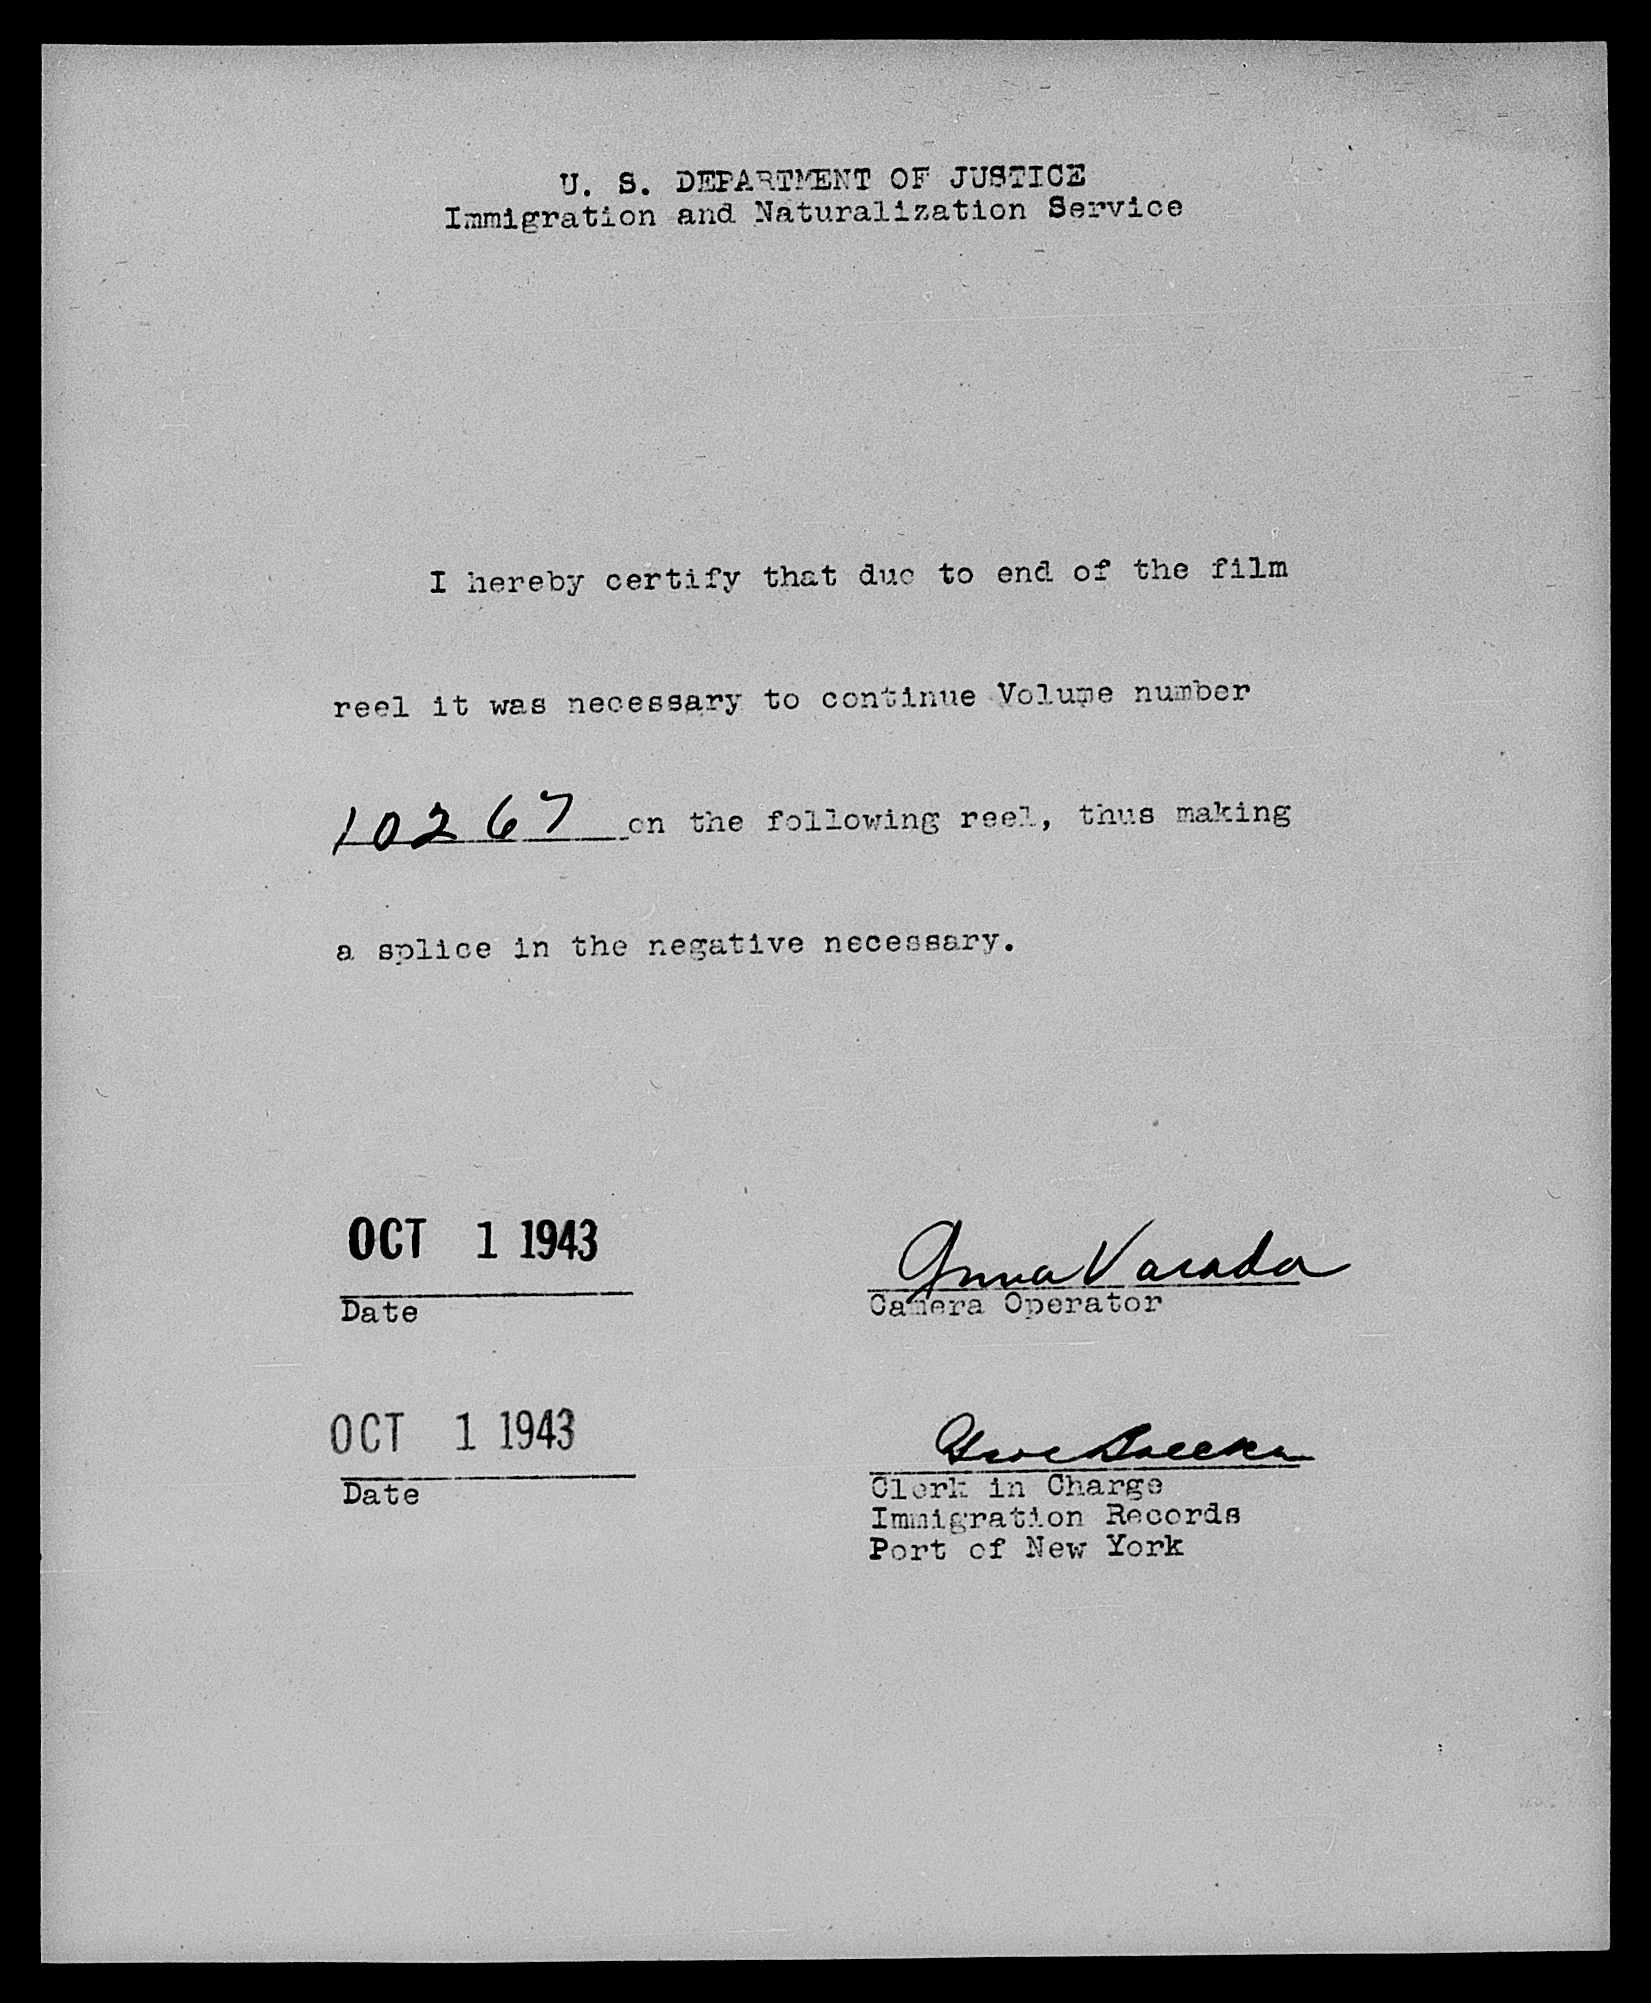 U. S. DEPARTMENT OF JUSTICE
Immigration and Naturalization Service
I hereby certify that due to end of the film
reel it was necessary to continue Volume number
10267 on the following reel, thus making
a splice in the negative necessary.
OCT 1 1943
Anna Varada
Date
Camera Operator
OCT 1 1943
Date
Clerk in Charge
Immigration Records
Port of New York